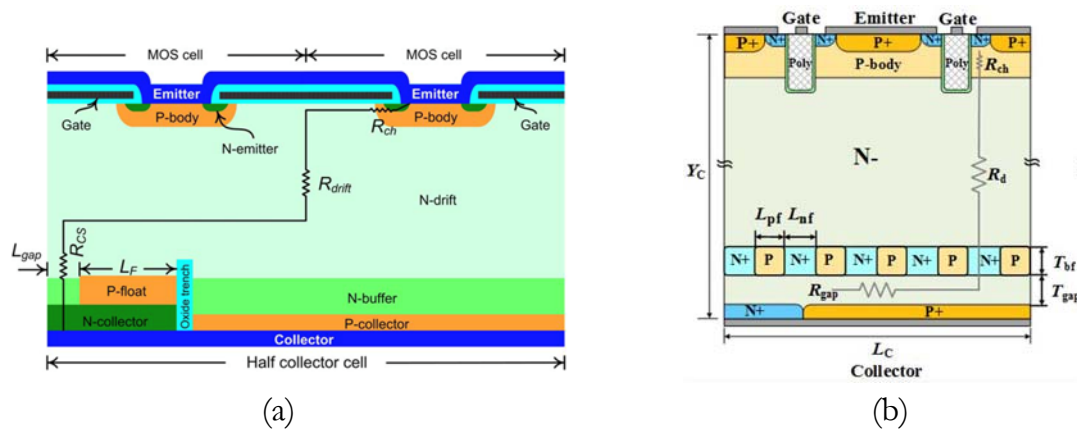 MOS cell
MOS cell
Emitter
Emitter
P-body
P-body
Gate
N-emitter
R_ch
Gate
R_drift
N-drift
L_gap
R_CS
L_F
P-float
Oxide trench
N-buffer
N-collector
P-collector
Collector
Half collector cell
(a)
Gate
Emitter
Gate
P+
N+
N+
P+
N+
N+
P+
Poly
P-body
Poly
R_ch
N-
Y_C
R_d
L_pf
L_nf
N+
P
N+
P
N+
P
N+
P
N+
P
T_bf
R_gap
T_gap
N+
P+
L_C
Collector
(b)